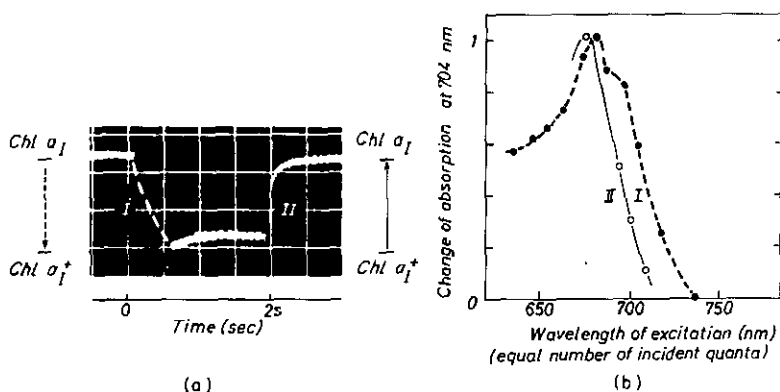 Chl a_I
Chl a_I^+
I
II
Chl a_I
Chl a_I^+
0
2s
Time (sec)
(a)
Change of absorption at 704 nm
1
0
II
I
650
700
750
Wavelength of excitation (nm)
(equal number of incident quanta)
(b)